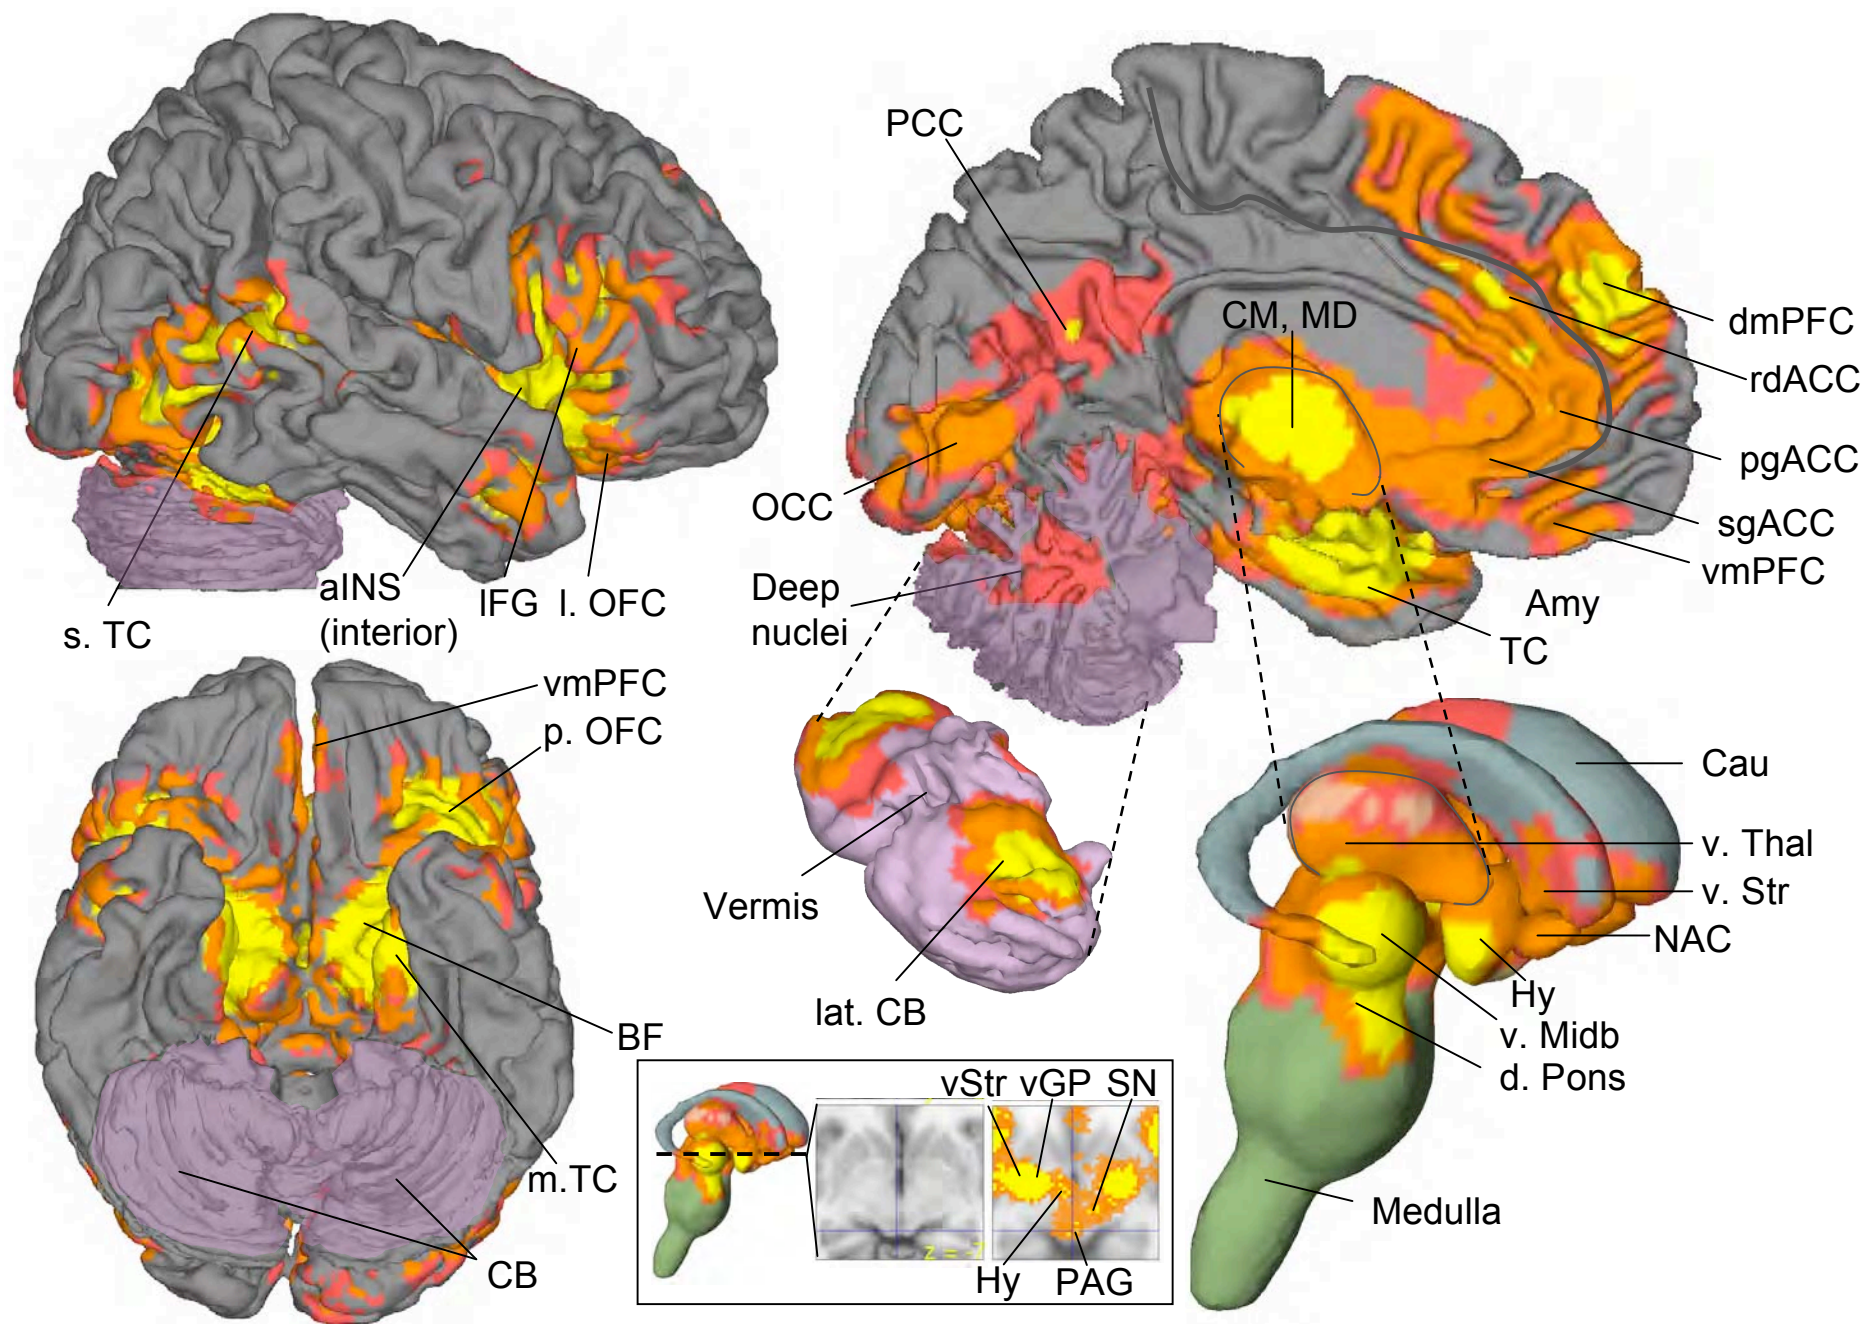 PCC
CM, MD
dmPFC
rdACC
pgACC
sgACC
vmPFC
OCC
Deep
nuclei
Amy
TC
s. TC
aINS
(interior)
IFG
l. OFC
vmPFC
p. OFC
BF
m.TC
CB
Vermis
lat. CB
Cau
v. Thal
v. Str
NAC
Hy
v. Midb
d. Pons
Medulla
vStr vGP SN
z = -7
Hy PAG